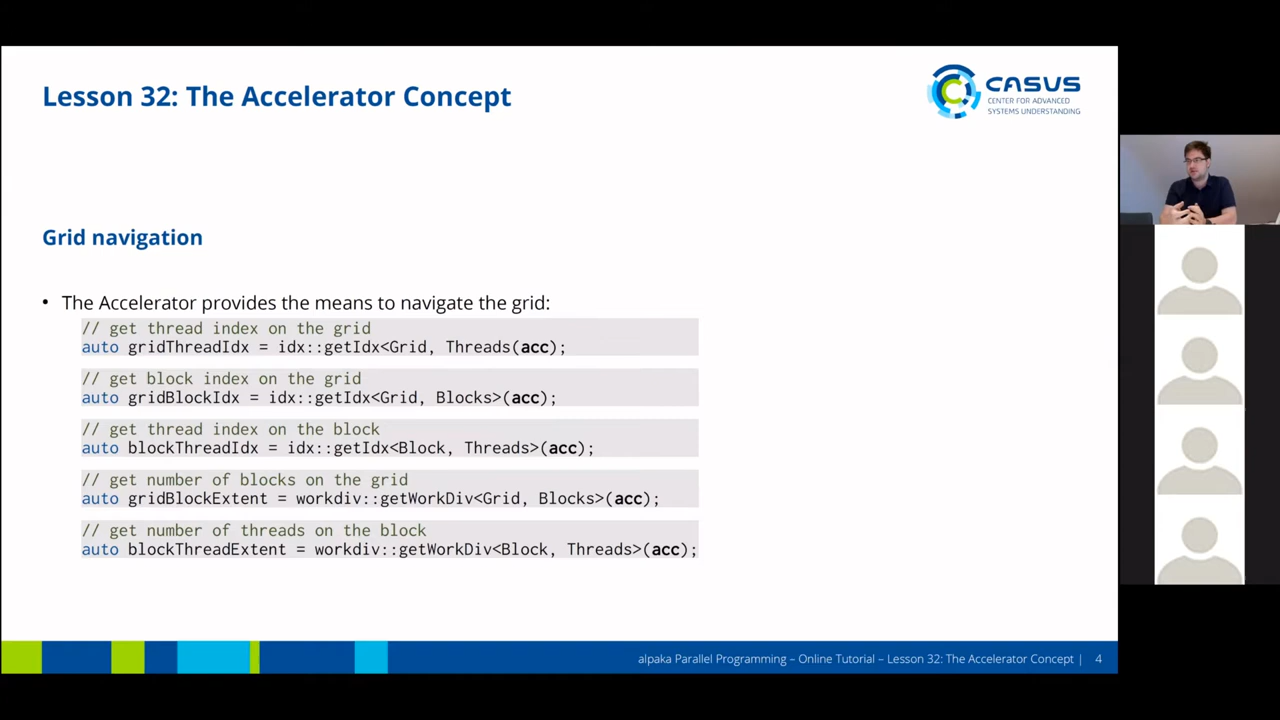 Lesson 32: The Accelerator Concept
CASUS
CENTER FOR ADVANCED
SYSTEMS UNDERSTANDING
Grid navigation
• The Accelerator provides the means to navigate the grid:
// get thread index on the grid
auto gridThreadIdx = idx::getIdx<Grid, Threads(acc);
// get block index on the grid
auto gridBlockIdx = idx::getIdx<Grid, Blocks>(acc);
// get thread index on the block
auto blockThreadIdx = idx::getIdx<Block, Threads>(acc);
// get number of blocks on the grid
auto gridBlockExtent = workdiv::getWorkDiv<Grid, Blocks>(acc);
// get number of threads on the block
auto blockThreadExtent = workdiv::getWorkDiv<Block, Threads>(acc);
alpaka Parallel Programming – Online Tutorial – Lesson 32: The Accelerator Concept | 4